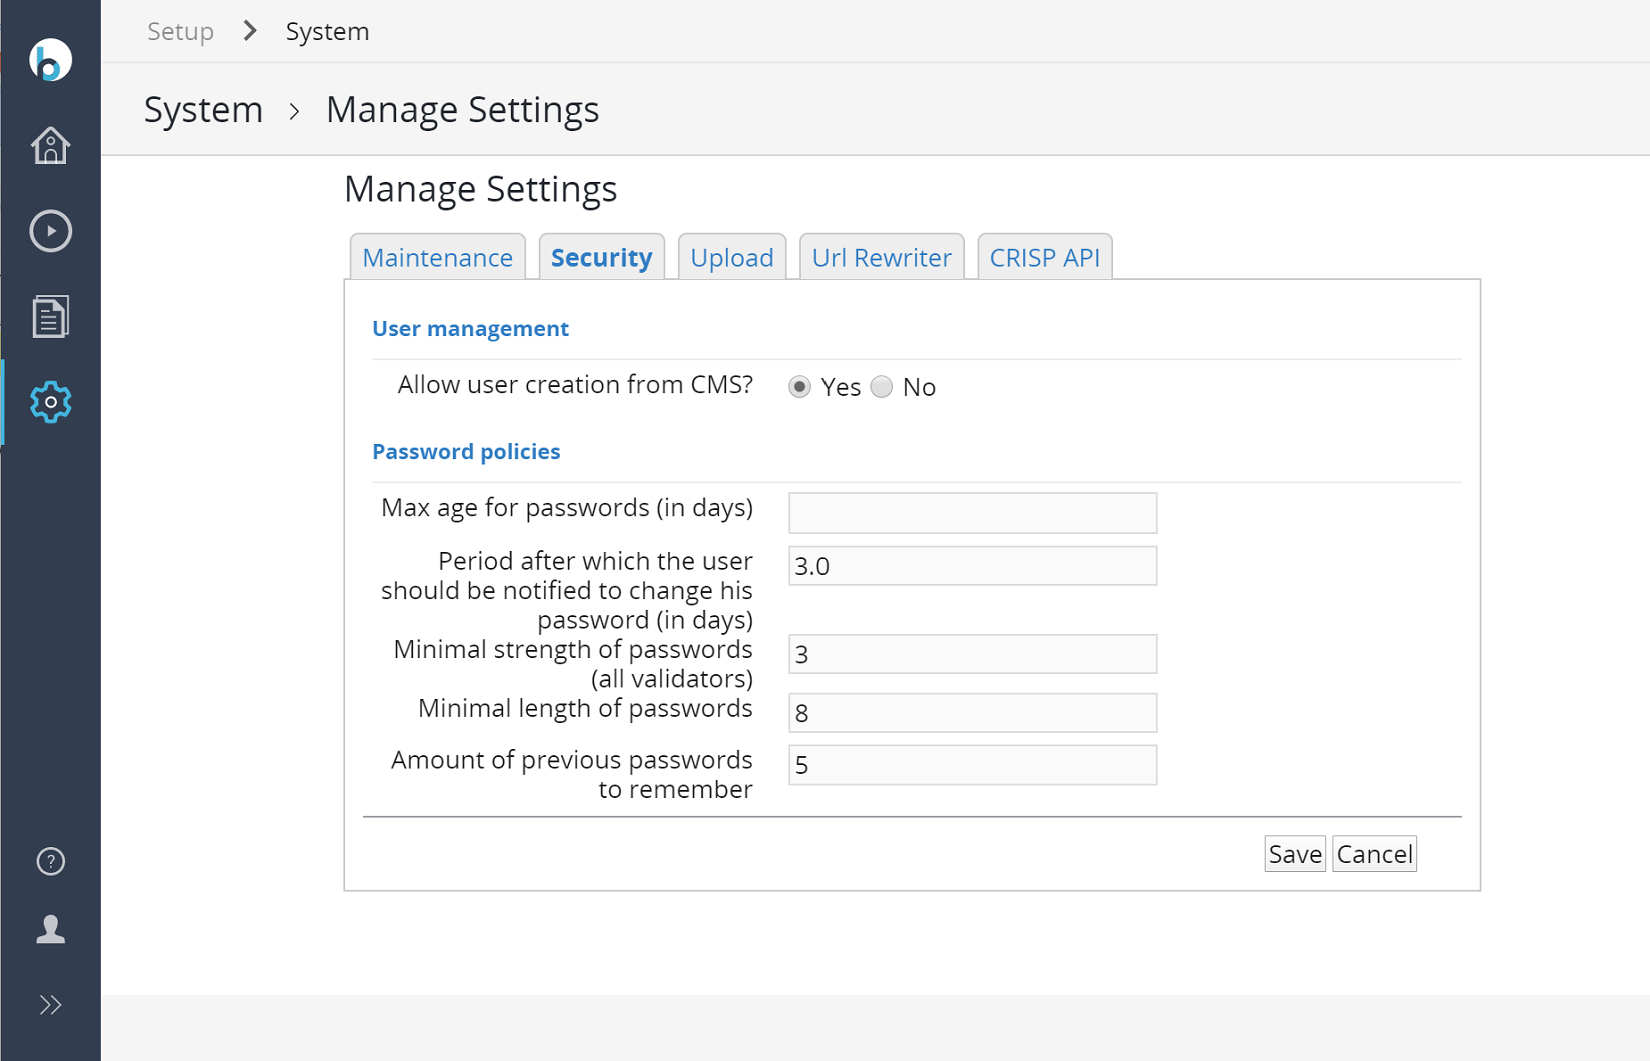 Setup > System
System > Manage Settings
Manage Settings
Maintenance Security Upload Url Rewriter CRISP API
User management
Allow user creation from CMS? Yes No
Password policies
Max age for passwords (in days)
Period after which the user 3.0
should be notified to change his
password (in days)
Minimal strength of passwords 3
(all validators)
Minimal length of passwords 8
Amount of previous passwords 5
to remember
Save Cancel
?